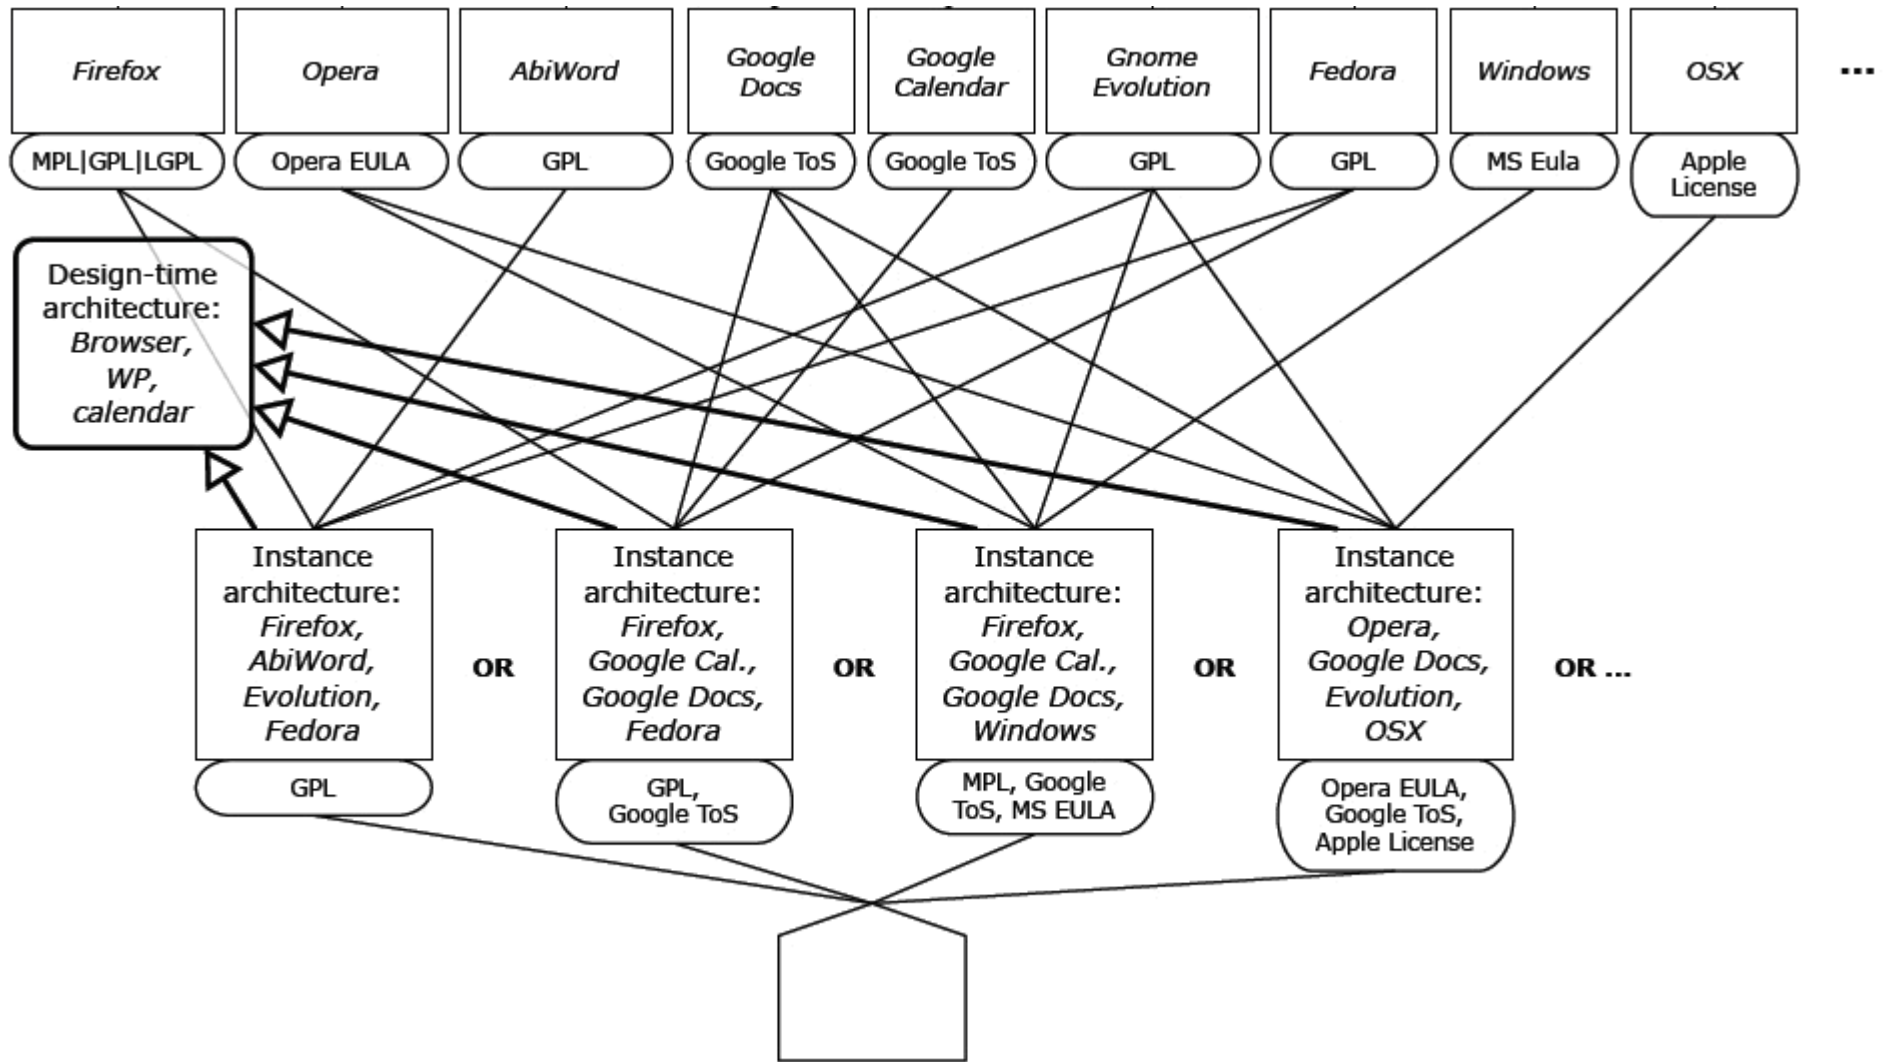 Firefox
Opera
AbiWord
Google
Docs
Google
Calendar
Gnome
Evolution
Fedora
Windows
OSX
...
MPL|GPL|LGPL
Opera EULA
GPL
Google ToS
Google ToS
GPL
GPL
MS Eula
Apple
License
Design-time
architecture:
Browser,
WP,
calendar
Instance
architecture:
Firefox,
AbiWord,
Evolution,
Fedora
GPL
OR
Instance
architecture:
Firefox,
Google Cal.,
Google Docs,
Fedora
GPL,
Google ToS
OR
Instance
architecture:
Firefox,
Google Cal.,
Google Docs,
Windows
MPL, Google
ToS, MS EULA
OR
Instance
architecture:
Opera,
Google Docs,
Evolution,
OSX
Opera EULA,
Google ToS,
Apple License
OR ...